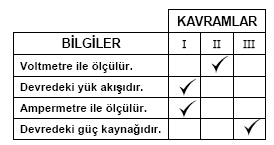 KAVRAMLAR
BİLGİLER I II III
Voltmetre ile ölçülür.
Devredeki yük akışıdır.
Ampermetre ile ölçülür.
Devredeki güç kaynağıdır.